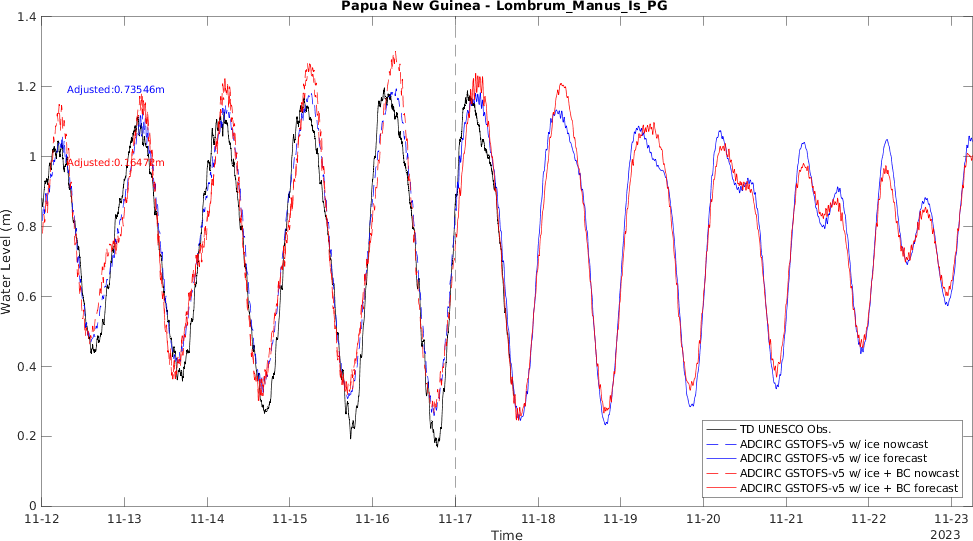 Papua New Guinea - Lombrum_Manus_Is_PG
1.4
1.2
1
0.8
0.6
0.4
0.2
0
Water Level (m)
Adjusted:0.73546m
11-12
11-13
11-14
11-15
11-16
11-17
11-18
11-19
11-20
11-21
11-22
11-23
2023
Time
TD UNESCO Obs.
ADCIRC GSTOFS-v5 w/ ice nowcast
ADCIRC GSTOFS-v5 w/ ice forecast
ADCIRC GSTOFS-v5 w/ ice + BC nowcast
ADCIRC GSTOFS-v5 w/ ice + BC forecast